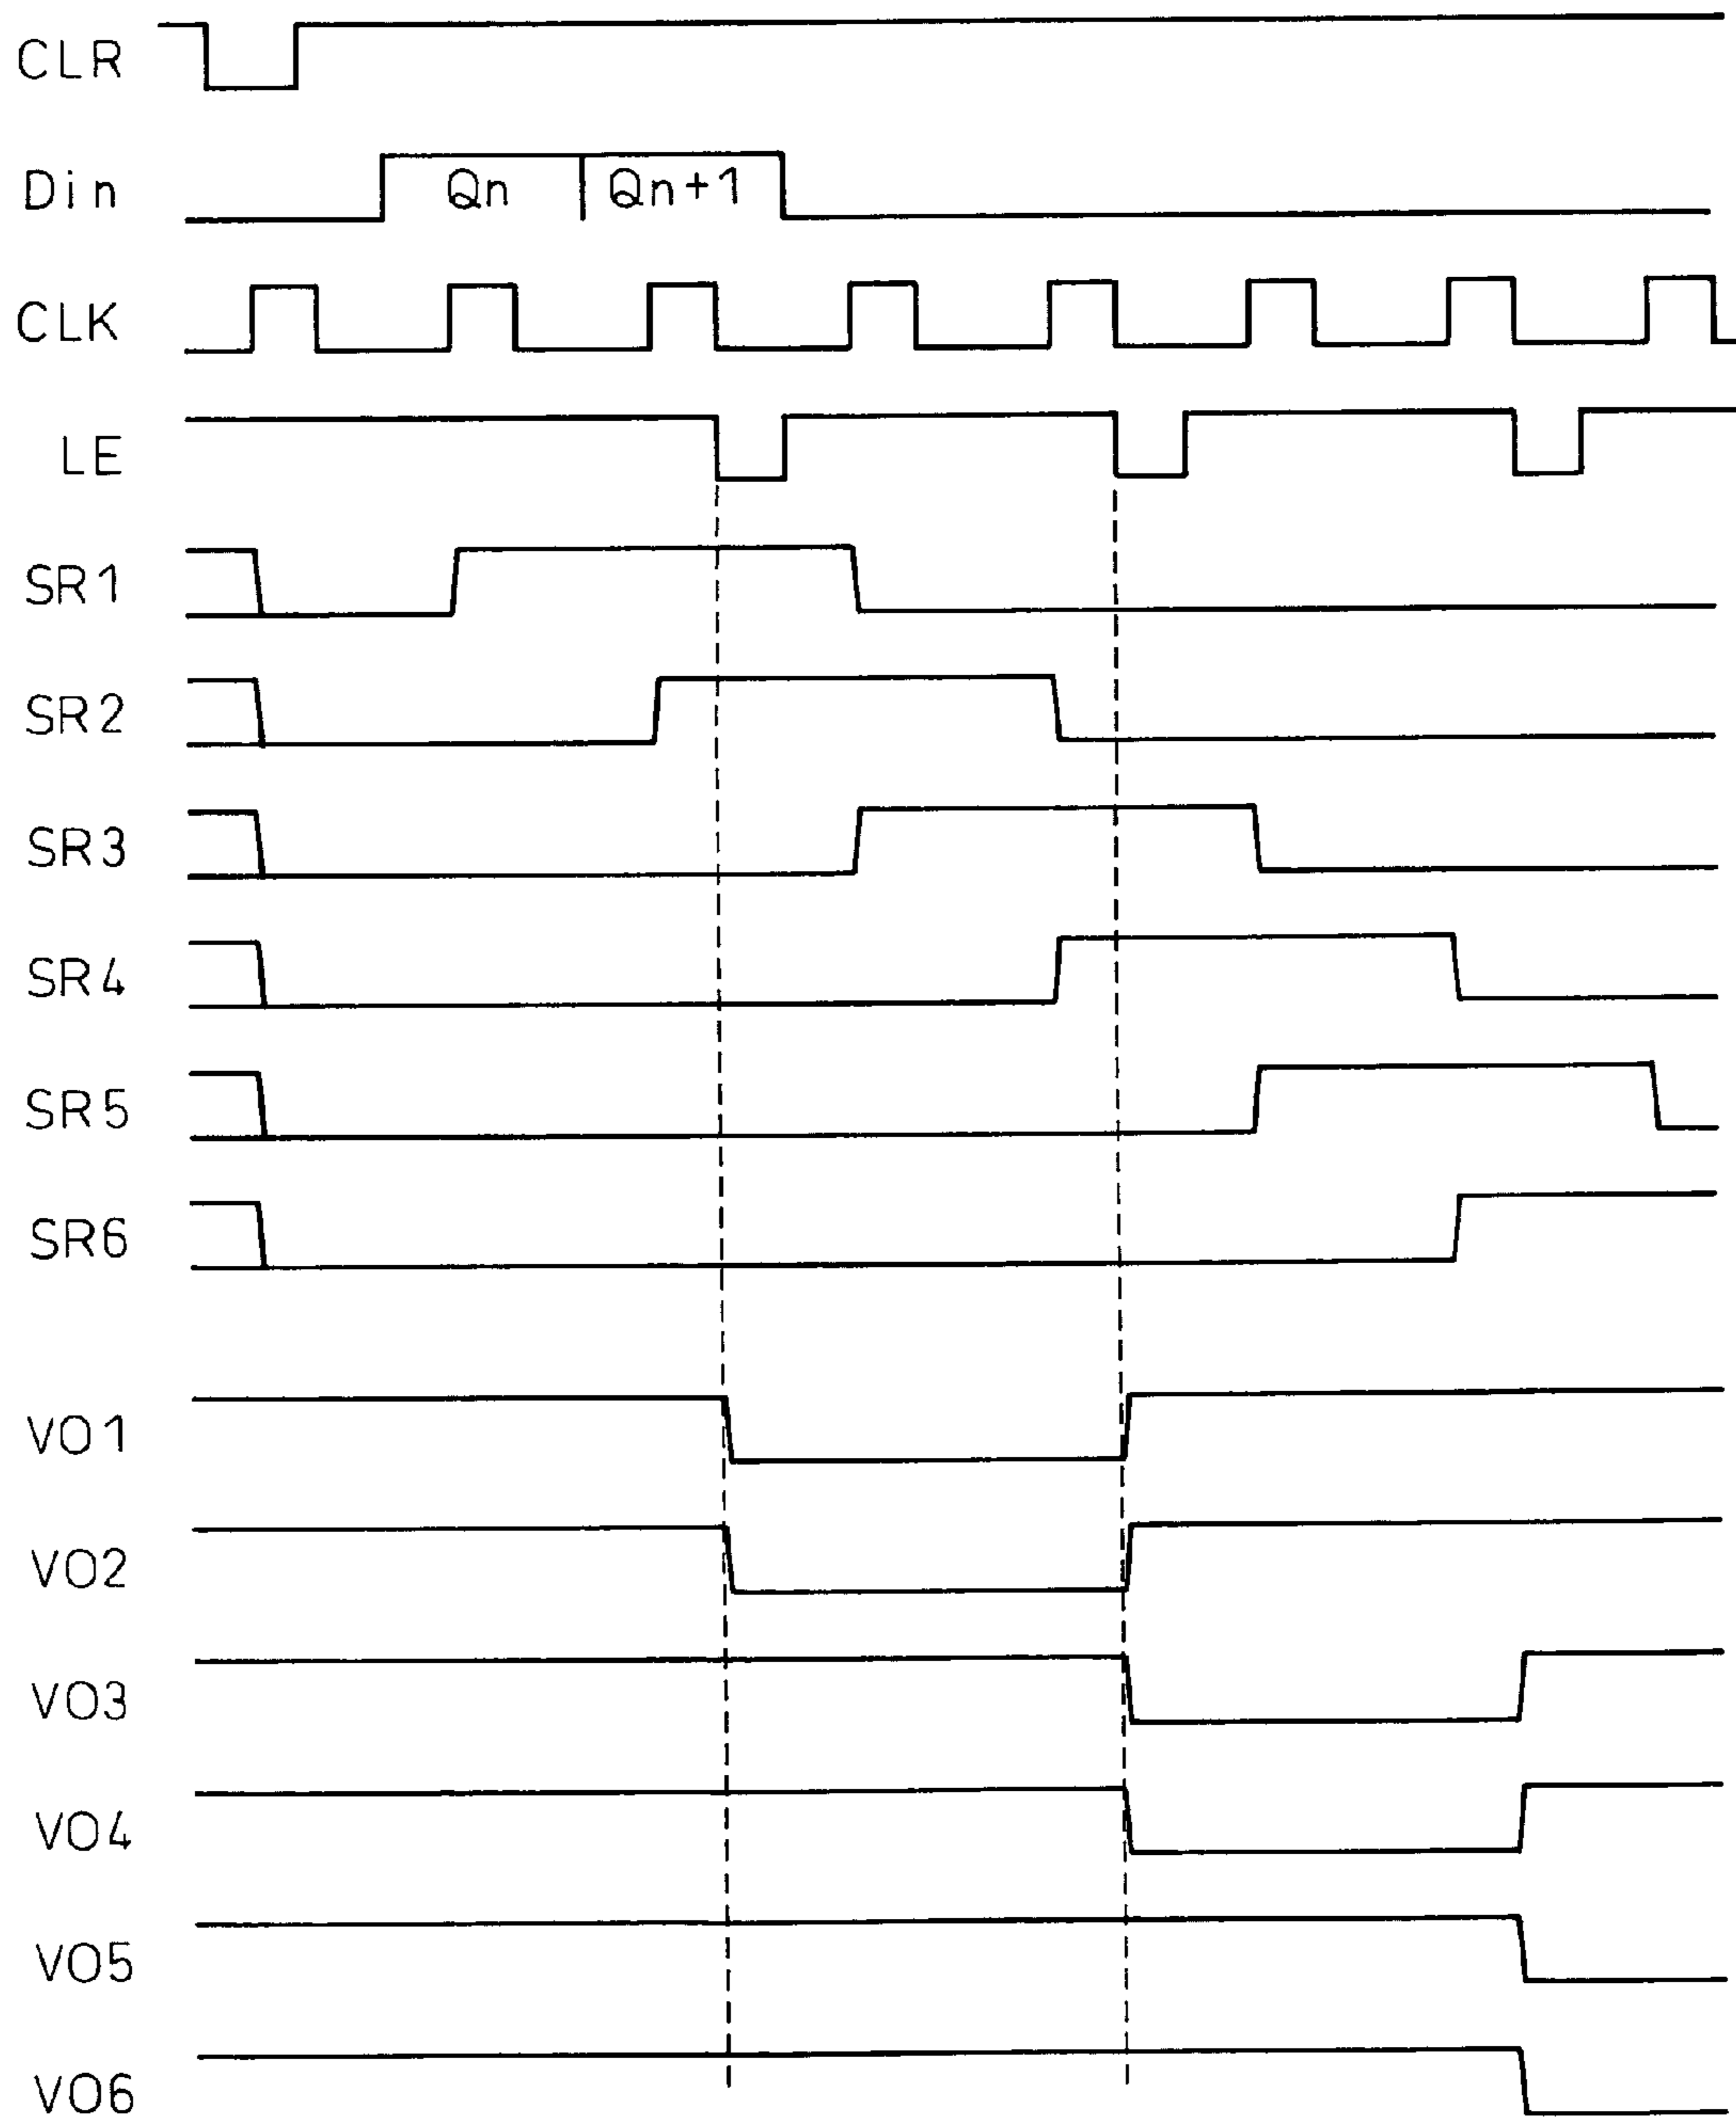 CLR
Din Qn Qn+1
CLK
LE
SR1
SR2
SR3
SR4
SR5
SR6
VO1
VO2
VO3
VO4
VO5
VO6